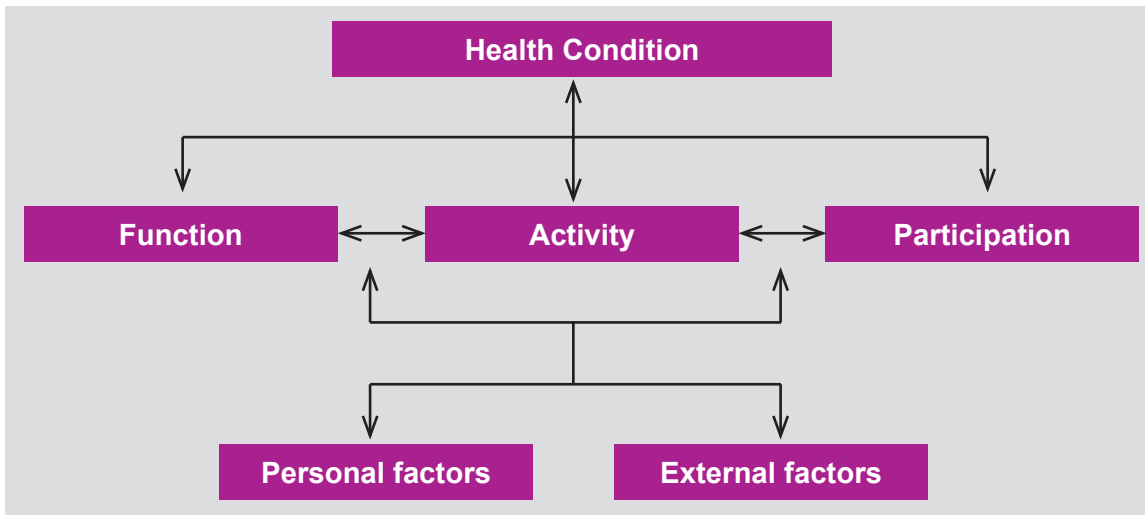 Health Condition
Function
Activity
Participation
Personal factors
External factors